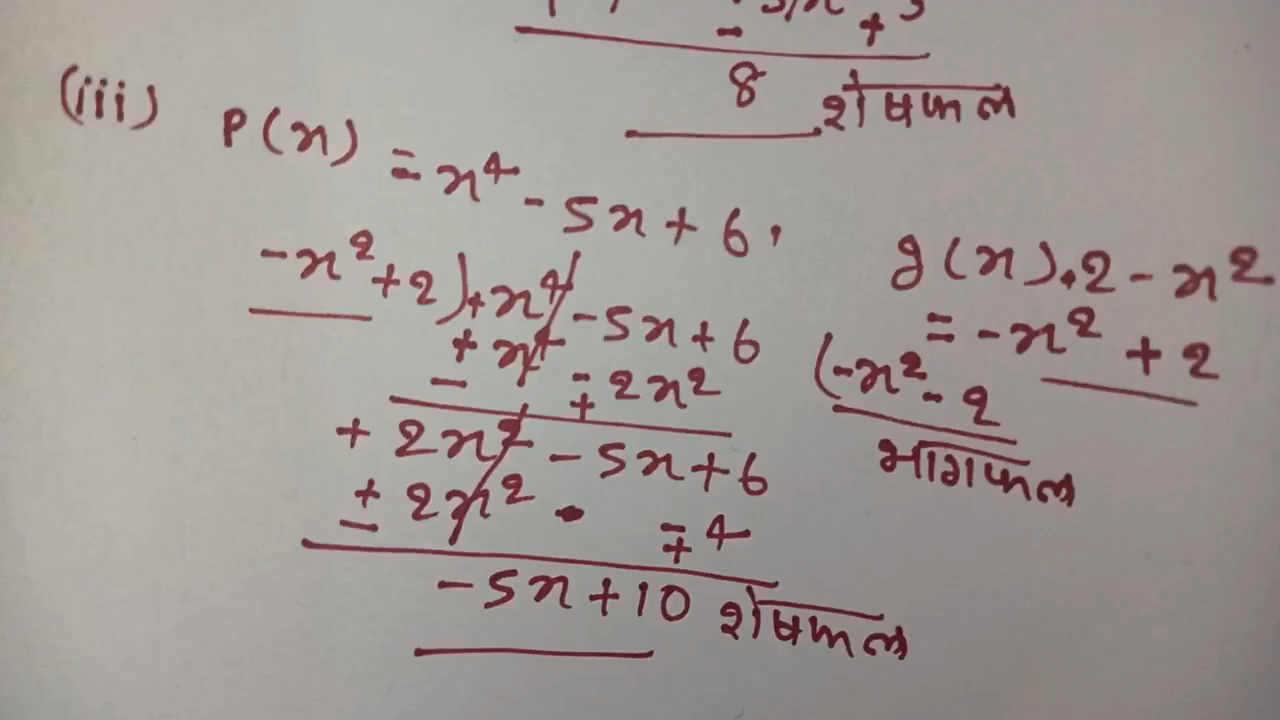 8 शेषफल
(iii) P(x) = x⁴ - 5x + 6,
g(x). 2 - x²
= -x² + 2
-x² + 2) + x⁴ - 5x + 6 (-x² - 2
भागफल
+ x⁴ - 2x²
- +
+ 2x² - 5x + 6
+ 2x² - 4
- +
-5x + 10 शेषफल